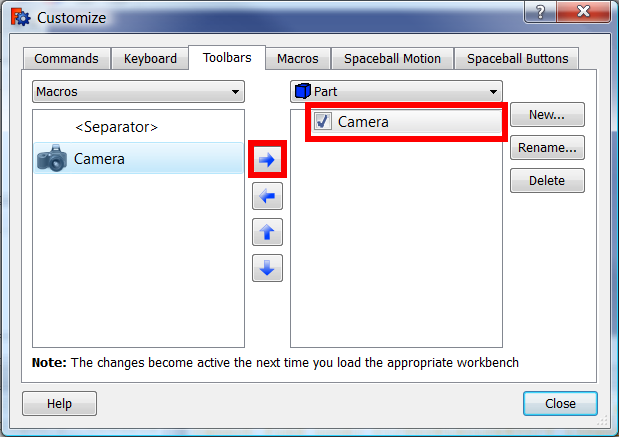 Customize
Commands Keyboard Toolbars Macros Spaceball Motion Spaceball Buttons
Macros
Part
<Separator>
Camera
Camera
New...
Rename...
Delete
Note: The changes become active the next time you load the appropriate workbench
Help
Close